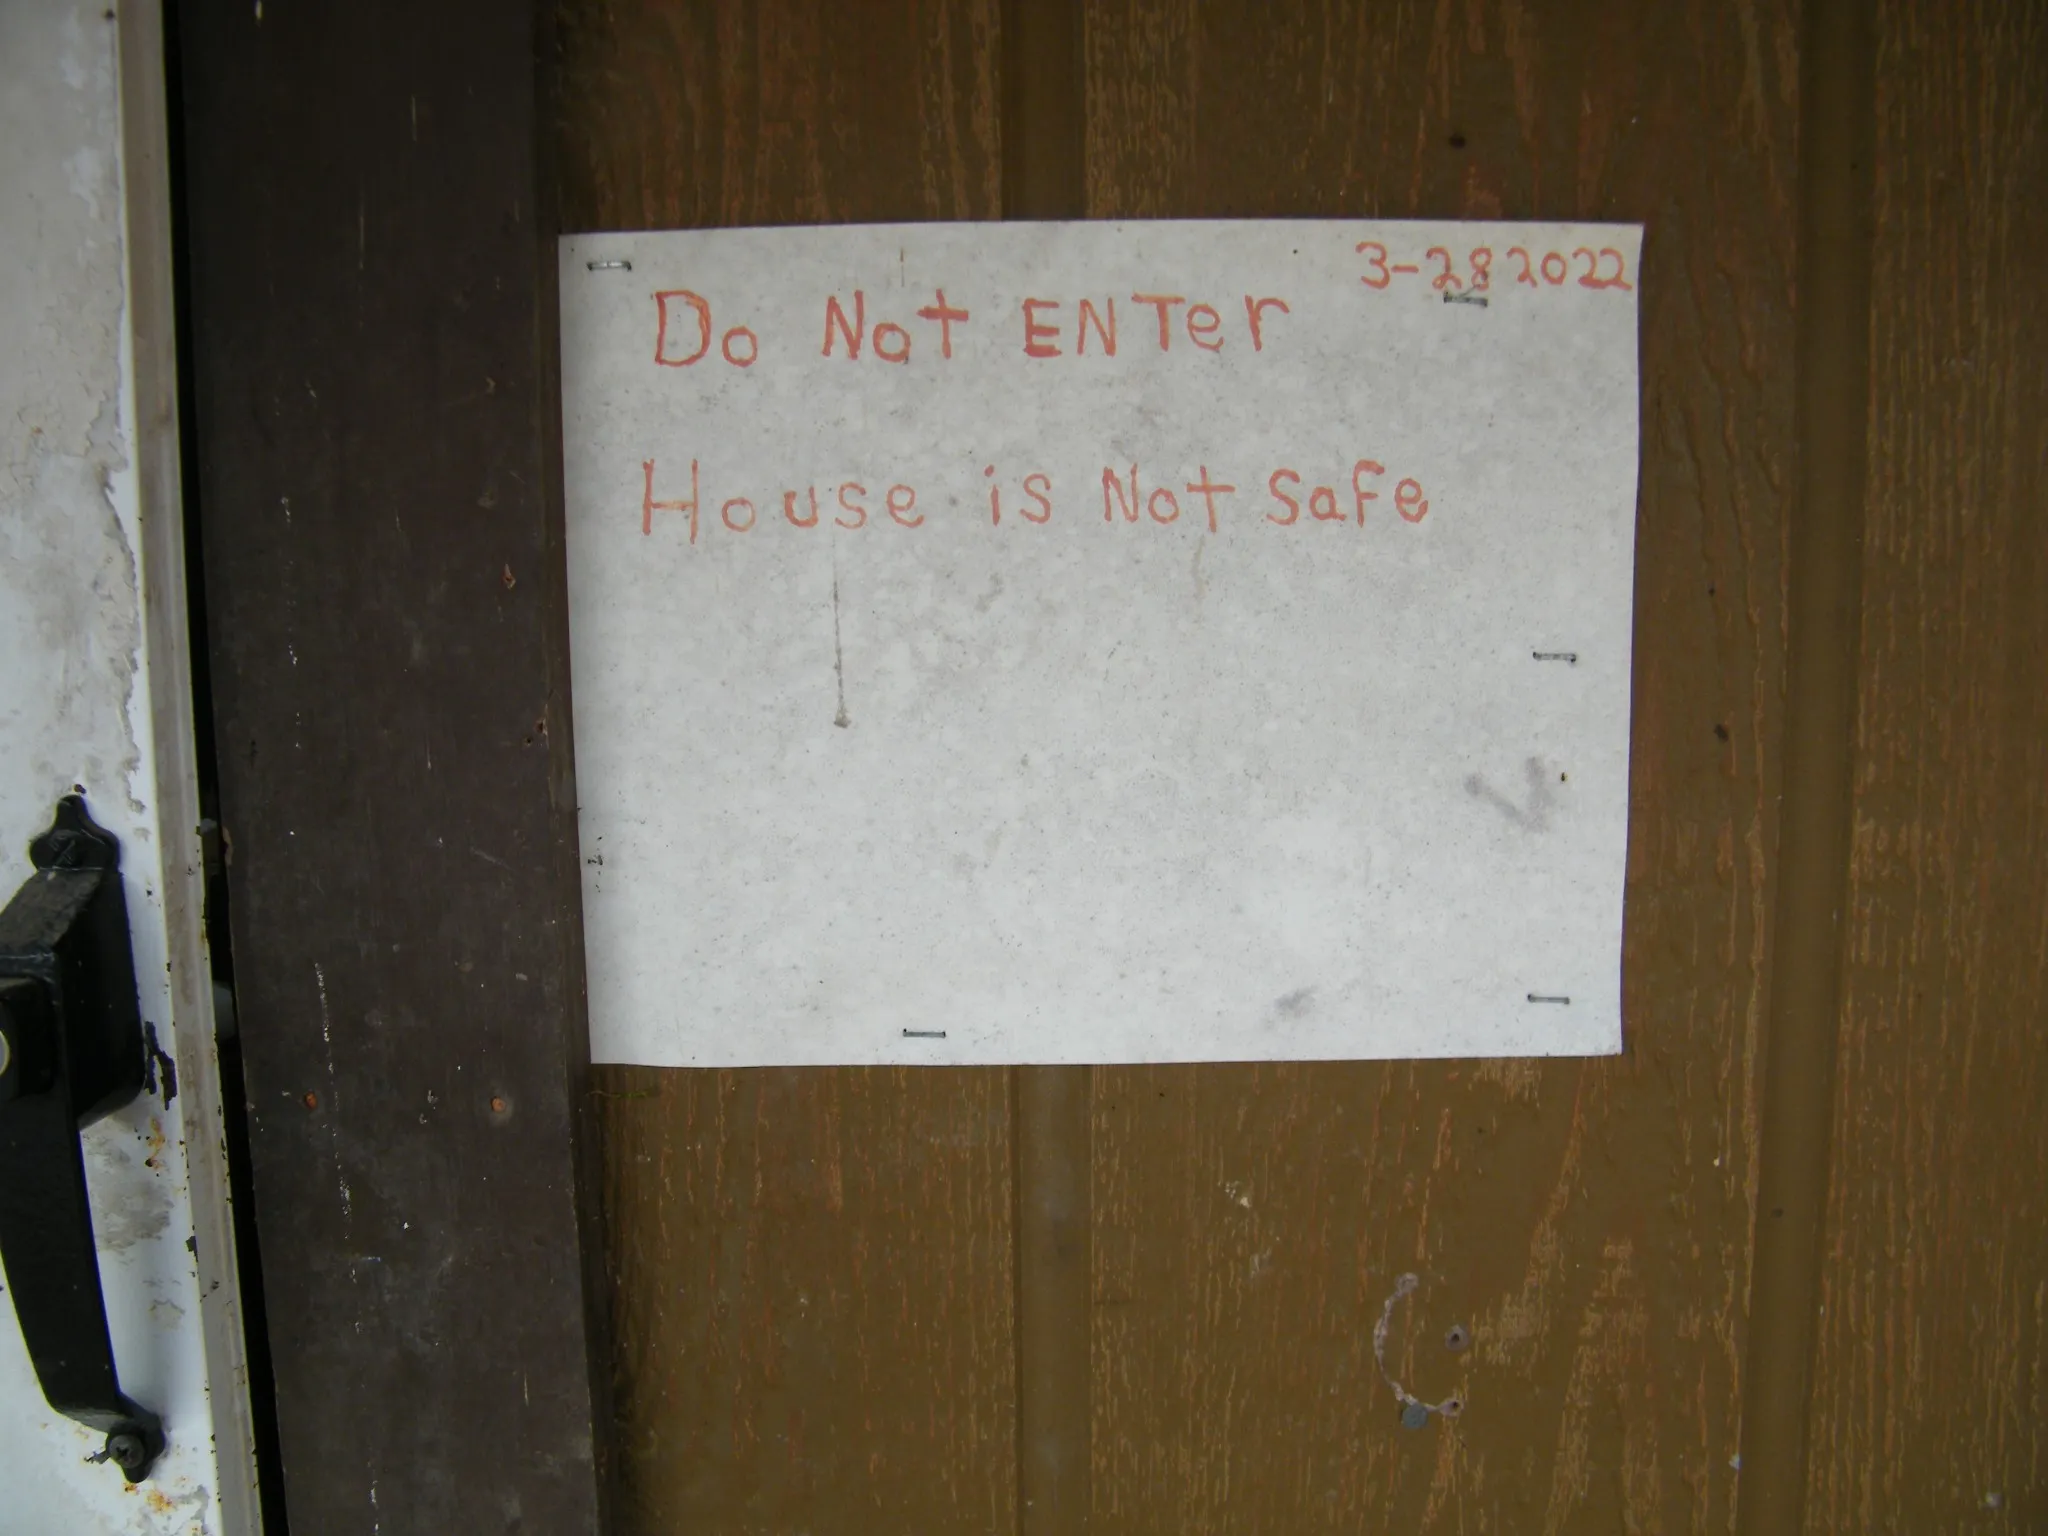 3-28 2022
Do Not ENTer
House is Not Safe